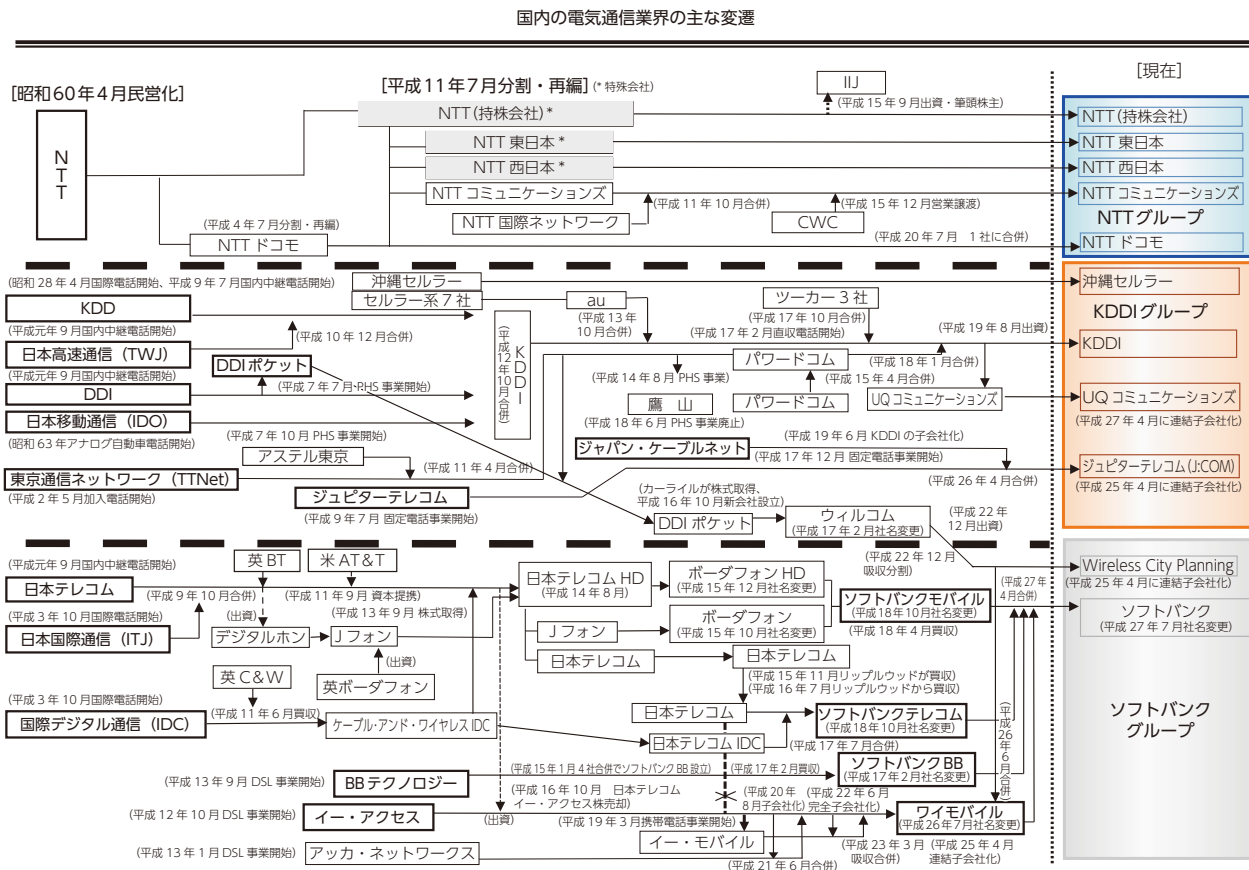 国内の電気通信業界の主な変遷
[昭和60年4月民営化]
[平成11年7月分割・再編](*特殊会社)
[現在]
IIJ
(平成15年9月出資・筆頭株主)
NTT
NTT(持株会社)*
NTT 東日本*
NTT 西日本*
NTT コミュニケーションズ
(平成11年10月合併)
(平成15年12月営業譲渡)
NTT 国際ネットワーク
CWC
(平成4年7月分割・再編)
NTT ドコモ
(平成20年7月 1社に合併)
NTT(持株会社)
NTT 東日本
NTT 西日本
NTT コミュニケーションズ
NTTグループ
NTT ドコモ
(昭和28年4月国際電話開始、平成9年7月国内中継電話開始)
沖縄セルラー
セルラー系7社
au
(平成13年
10月合併)
ツーカー3社
(平成17年10月合併)
(平成17年2月直収電話開始)
(平成19年8月出資)
KDD
(平成元年9月国内中継電話開始)
(平成10年12月合併)
日本高速通信(TWJ)
(平成元年9月国内中継電話開始)
DDIポケット
(平成7年7月 PHS事業開始)
DDI
日本移動通信(IDO)
(昭和63年アナログ自動車電話開始)
KDDI
(平成12年10月合併)
パワードコム
(平成18年1月合併)
(平成14年8月PHS事業)
(平成15年4月合併)
鷹山
パワードコム
UQコミュニケーションズ
(平成18年6月PHS事業廃止)
(平成7年10月PHS事業開始)
アステル東京
(平成11年4月合併)
ジャパン・ケーブルネット
(平成19年6月KDDIの子会社化)
(平成17年12月 固定電話事業開始)
(平成26年4月合併)
東京通信ネットワーク(TTNet)
(平成2年5月加入電話開始)
ジュピターテレコム
(平成9年7月 固定電話事業開始)
(カーライルが株式取得、
平成16年10月新会社設立)
DDIポケット
ウィルコム
(平成17年2月社名変更)
(平成22年
12月出資)
沖縄セルラー
KDDIグループ
KDDI
UQコミュニケーションズ
(平成27年4月に連結子会社化)
ジュピターテレコム(J:COM)
(平成25年4月に連結子会社化)
(平成元年9月国内中継電話開始)
英BT
米AT&T
日本テレコム
(平成9年10月合併)
(平成11年9月資本提携)
(平成13年9月 株式取得)
(平成3年10月国際電話開始)
(出資)
日本国際通信(ITJ)
デジタルホン
Jフォン
(出資)
英C&W
英ボーダフォン
(平成3年10月国際電話開始)
(平成11年6月買収)
国際デジタル通信(IDC)
ケーブル・アンド・ワイヤレスIDC
日本テレコムHD
(平成14年8月)
ボーダフォンHD
(平成15年12月社名変更)
Jフォン
ボーダフォン
(平成15年10月社名変更)
日本テレコム
日本テレコム
(平成15年11月リップルウッドが買収)
(平成16年7月リップルウッドから買収)
(平成22年12月
吸収分割)
(平成27年
4月合併)
ソフトバンクモバイル
(平成18年10月社名変更)
(平成18年4月買収)
日本テレコム
ソフトバンクテレコム
(平成18年10月社名変更)
日本テレコムIDC
(平成17年7月合併)
(平成26年6月合併)
ソフトバンクBB
(平成17年2月社名変更)
(平成13年9月DSL事業開始)
BBテクノロジー
(平成15年1月4社合併でソフトバンクBB設立)
(平成17年2月買収)
(平成16年10月 日本テレコム
イー・アクセス株売却)
(平成20年
8月子会社化)
(平成22年6月
完全子会社化)
(平成12年10月DSL事業開始)
イー・アクセス
(出資)
(平成19年3月携帯電話事業開始)
ワイモバイル
(平成26年7月社名変更)
イー・モバイル
(平成23年3月
吸収合併)
(平成25年4月
連結子会社化)
(平成13年1月DSL事業開始)
アッカ・ネットワークス
(平成21年6月合併)
Wireless City Planning
(平成25年4月に連結子会社化)
ソフトバンク
(平成27年7月社名変更)
ソフトバンク
グループ